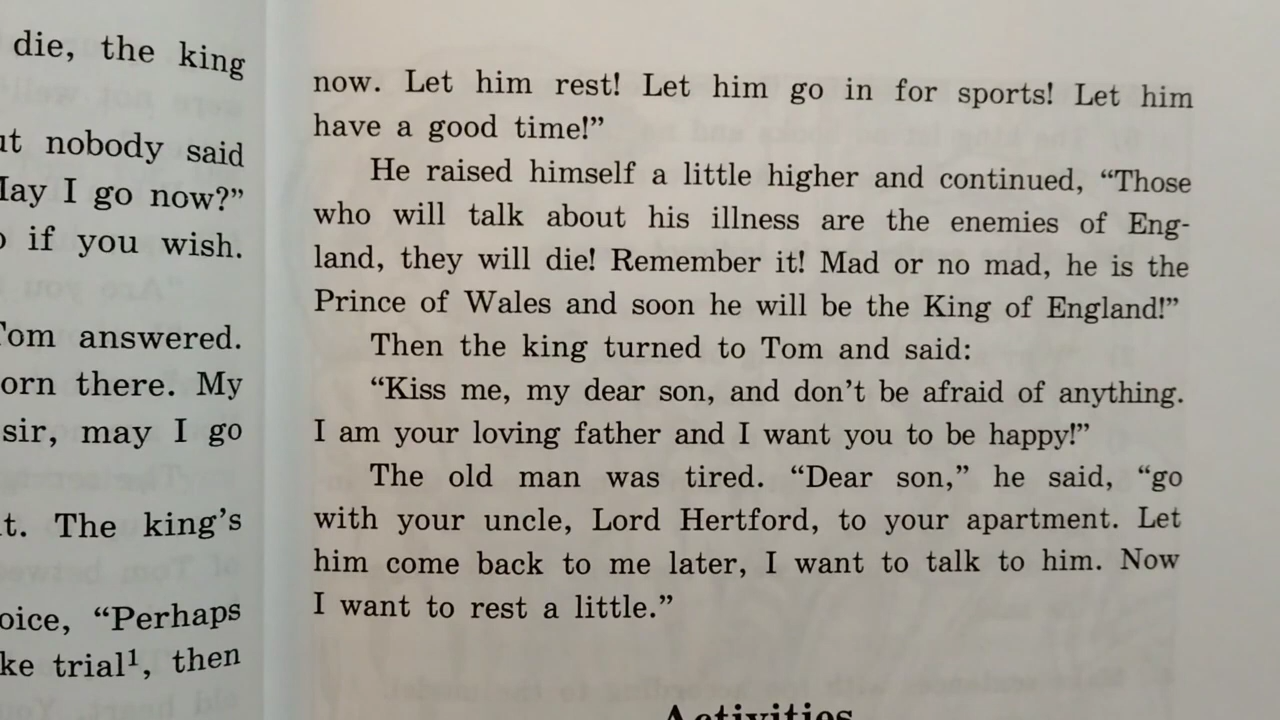 die, the king
nobody said
I go now?”
if you wish.
answered.
there. My
sir, may I go
The king’s
“Perhaps
trial¹, then
now. Let him rest! Let him go in for sports! Let him
have a good time!”
He raised himself a little higher and continued, “Those
who will talk about his illness are the enemies of Eng-
land, they will die! Remember it! Mad or no mad, he is the
Prince of Wales and soon he will be the King of England!”
Then the king turned to Tom and said:
“Kiss me, my dear son, and don’t be afraid of anything.
I am your loving father and I want you to be happy!”
The old man was tired. “Dear son,” he said, “go
with your uncle, Lord Hertford, to your apartment. Let
him come back to me later, I want to talk to him. Now
I want to rest a little.”
Activities